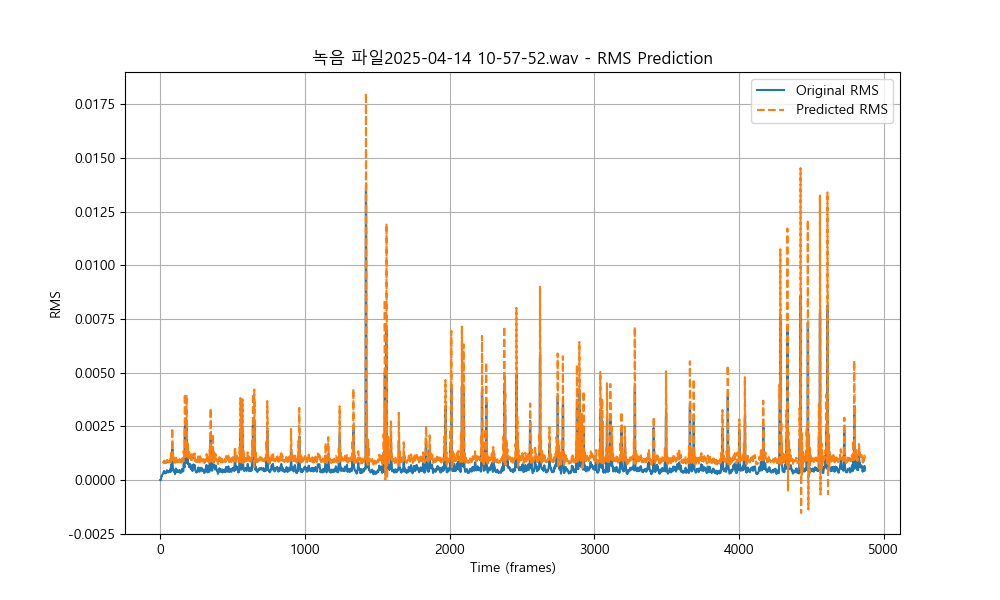 녹음 파일2025-04-14 10-57-52.wav - RMS Prediction
Original RMS
Predicted RMS
0.0175
0.0150
0.0125
0.0100
0.0075
0.0050
0.0025
0.0000
-0.0025
RMS
0 1000 2000 3000 4000 5000
Time (frames)